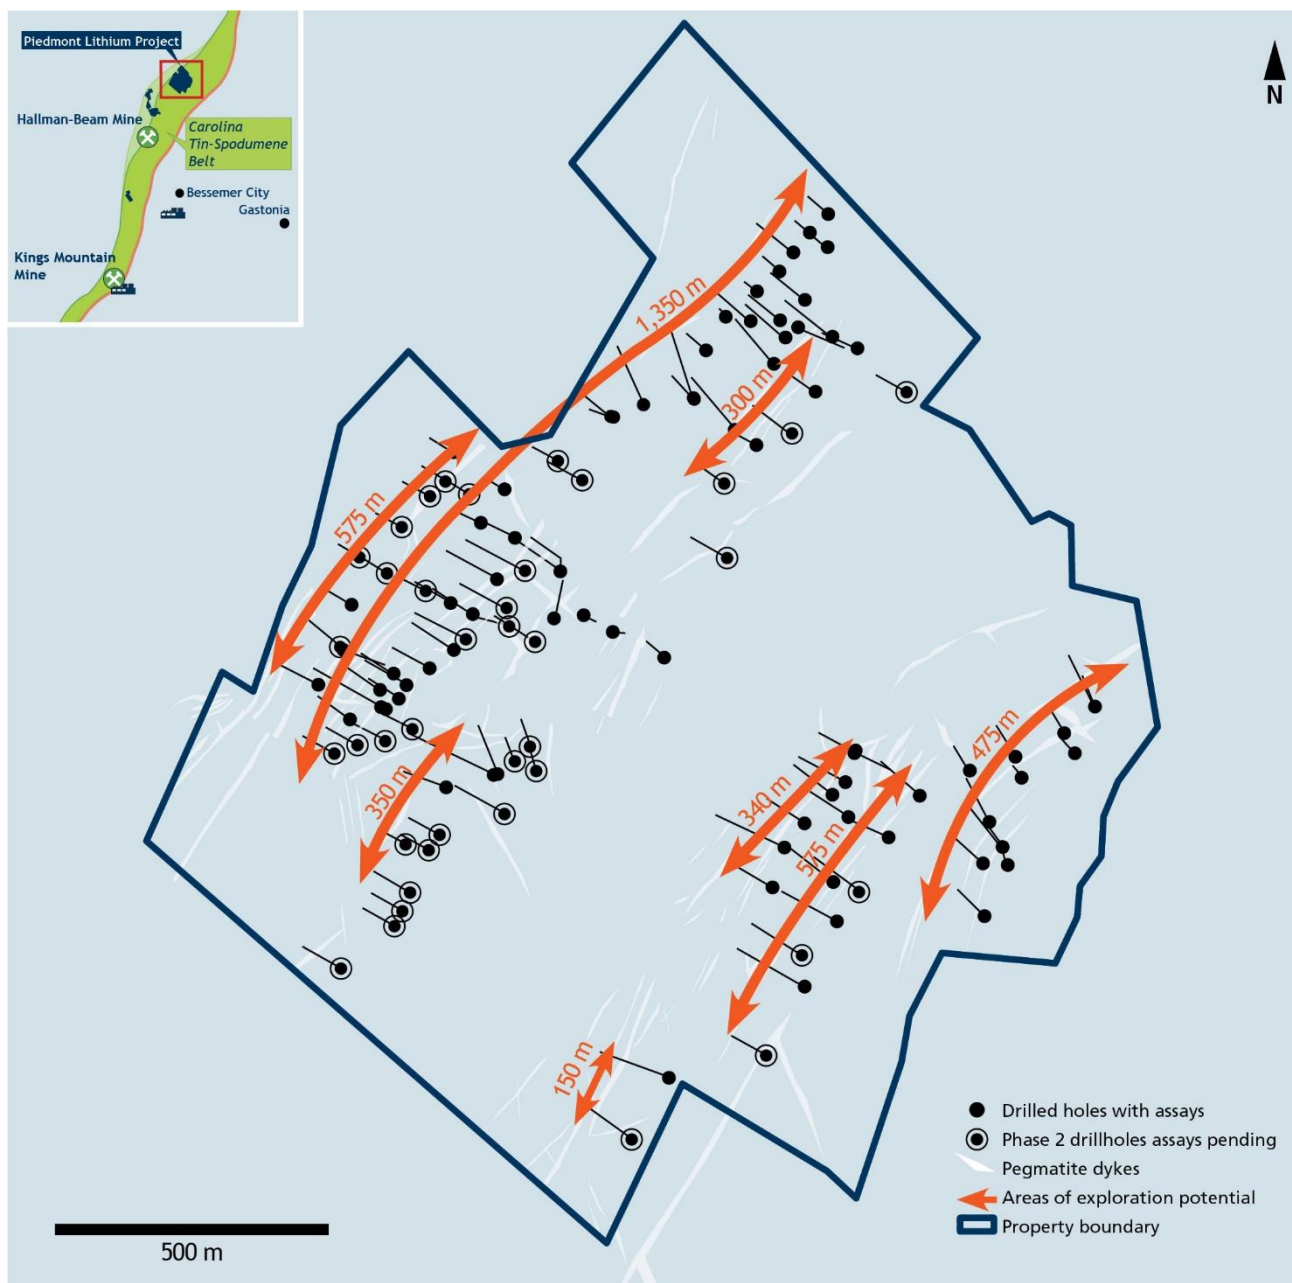 Piedmont Lithium Project
Hallman-Beam Mine
Carolina
Tin-Spodumene
Belt
Bessemer City
Gastonia
Kings Mountain
Mine
N
1,350 m
300 m
575 m
350 m
340 m
575 m
475 m
150 m
Drilled holes with assays
Phase 2 drillholes assays pending
Pegmatite dykes
Areas of exploration potential
Property boundary
500 m